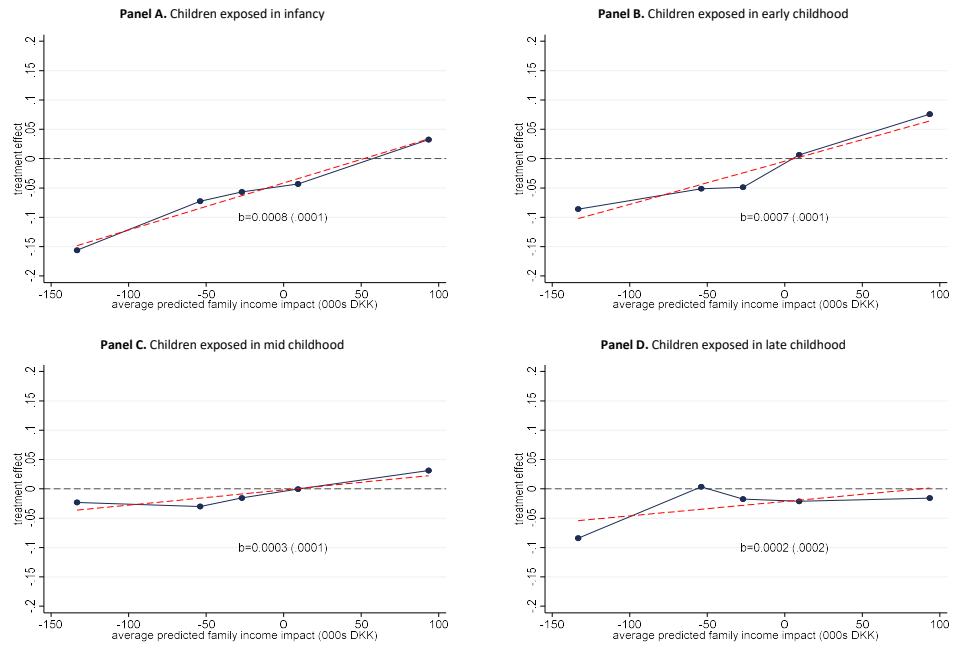 Panel A. Children exposed in infancy
treatment effect
.2
.15
.1
.05
0
-.05
-.1
-.15
-.2
b=0.0008 (.0001)
-150 -100 -50 0 50 100
average predicted family income impact (000s DKK)
Panel B. Children exposed in early childhood
treatment effect
.2
.15
.1
.05
0
-.05
-.1
-.15
-.2
b=0.0007 (.0001)
-150 -100 -50 0 50 100
average predicted family income impact (000s DKK)
Panel C. Children exposed in mid childhood
treatment effect
.2
.15
.1
.05
0
-.05
-.1
-.15
-.2
b=0.0003 (.0001)
-150 -100 -50 0 50 100
average predicted family income impact (000s DKK)
Panel D. Children exposed in late childhood
treatment effect
.2
.15
.1
.05
0
-.05
-.1
-.15
-.2
b=0.0002 (.0002)
-150 -100 -50 0 50 100
average predicted family income impact (000s DKK)